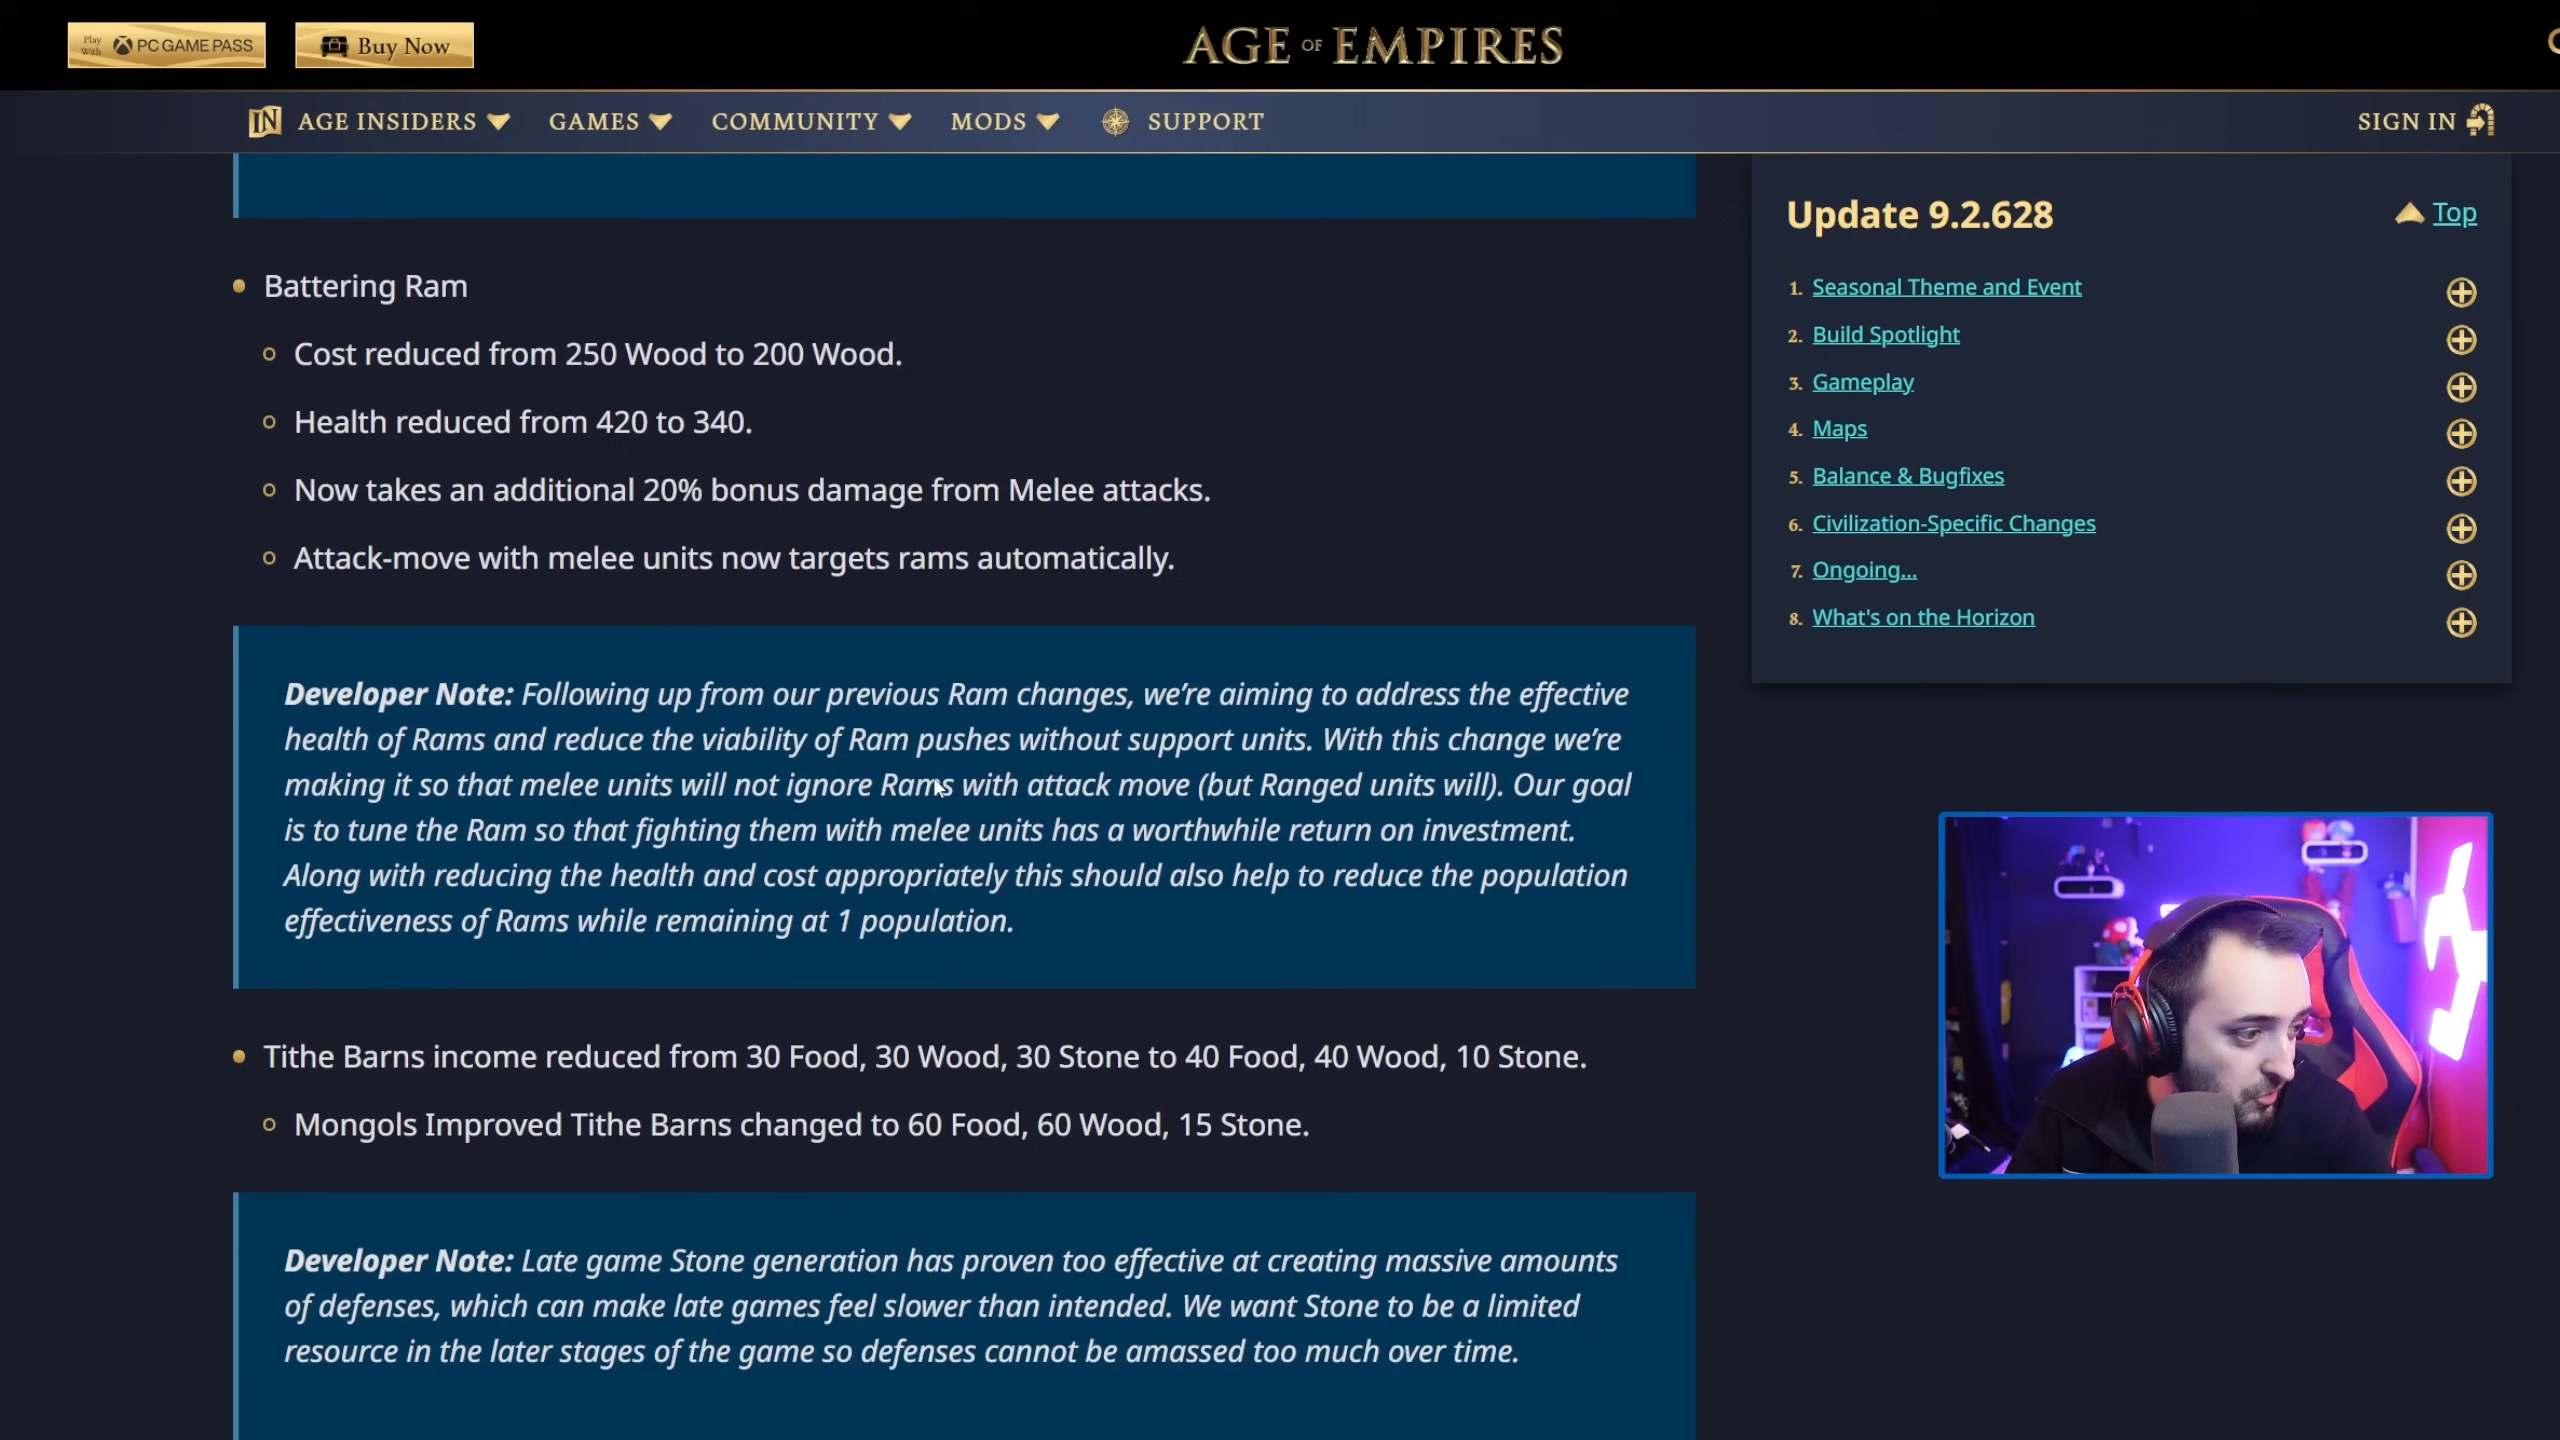 Play With PC GAME PASS
Buy Now
AGE OF EMPIRES
AGE INSIDERS GAMES COMMUNITY MODS SUPPORT
SIGN IN
Battering Ram
Cost reduced from 250 Wood to 200 Wood.
Health reduced from 420 to 340.
Now takes an additional 20% bonus damage from Melee attacks.
Attack-move with melee units now targets rams automatically.
Developer Note: Following up from our previous Ram changes, we’re aiming to address the effective
health of Rams and reduce the viability of Ram pushes without support units. With this change we’re
making it so that melee units will not ignore Rams with attack move (but Ranged units will). Our goal
is to tune the Ram so that fighting them with melee units has a worthwhile return on investment.
Along with reducing the health and cost appropriately this should also help to reduce the population
effectiveness of Rams while remaining at 1 population.
Tithe Barns income reduced from 30 Food, 30 Wood, 30 Stone to 40 Food, 40 Wood, 10 Stone.
Mongols Improved Tithe Barns changed to 60 Food, 60 Wood, 15 Stone.
Developer Note: Late game Stone generation has proven too effective at creating massive amounts
of defenses, which can make late games feel slower than intended. We want Stone to be a limited
resource in the later stages of the game so defenses cannot be amassed too much over time.
Update 9.2.628
Top
1. Seasonal Theme and Event
2. Build Spotlight
3. Gameplay
4. Maps
5. Balance & Bugfixes
6. Civilization-Specific Changes
7. Ongoing...
8. What's on the Horizon